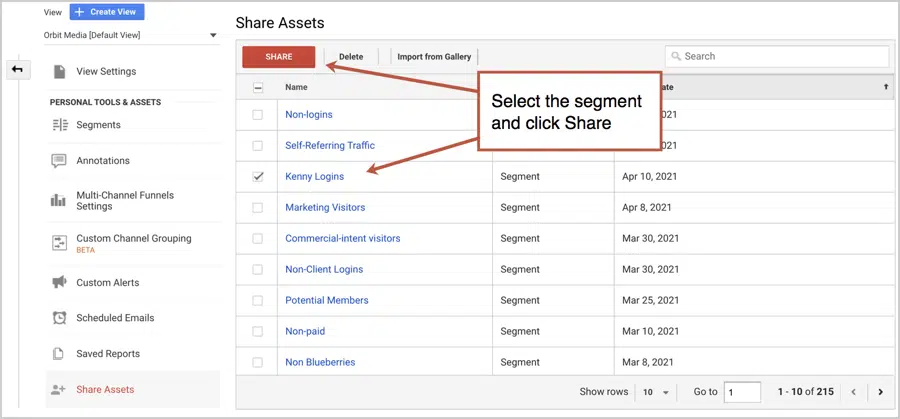 View
+ Create View
Orbit Media [Default View]
View Settings
PERSONAL TOOLS & ASSETS
Segments
Annotations
Multi-Channel Funnels
Settings
Custom Channel Grouping
BETA
Custom Alerts
Scheduled Emails
Saved Reports
Share Assets
Share Assets
SHARE Delete Import from Gallery Search
Name ate
Select the segment
and click Share
Non-logins 021
Self-Referring Traffic 021
Kenny Logins Segment Apr 10, 2021
Marketing Visitors Segment Apr 8, 2021
Commercial-intent visitors Segment Mar 30, 2021
Non-Client Logins Segment Mar 30, 2021
Potential Members Segment Mar 25, 2021
Non-paid Segment Mar 10, 2021
Non Blueberries Segment Mar 8, 2021
Show rows 10 Go to 1 1 - 10 of 215